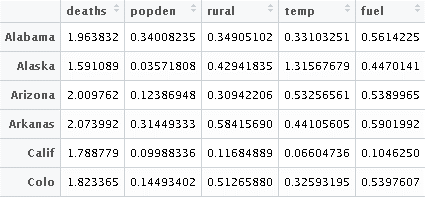 deaths popden rural temp fuel
Alabama 1.963832 0.34008235 0.34905102 0.33103251 0.5614225
Alaska 1.591089 0.03571808 0.42941835 1.31567679 0.4470141
Arizona 2.009762 0.12386948 0.30942206 0.53256561 0.5389965
Arkanas 2.073992 0.31449333 0.58415690 0.44105605 0.5901992
Calif 1.788779 0.09988336 0.11684889 0.06604736 0.1046250
Colo 1.823365 0.14493402 0.51265880 0.32593195 0.5397607